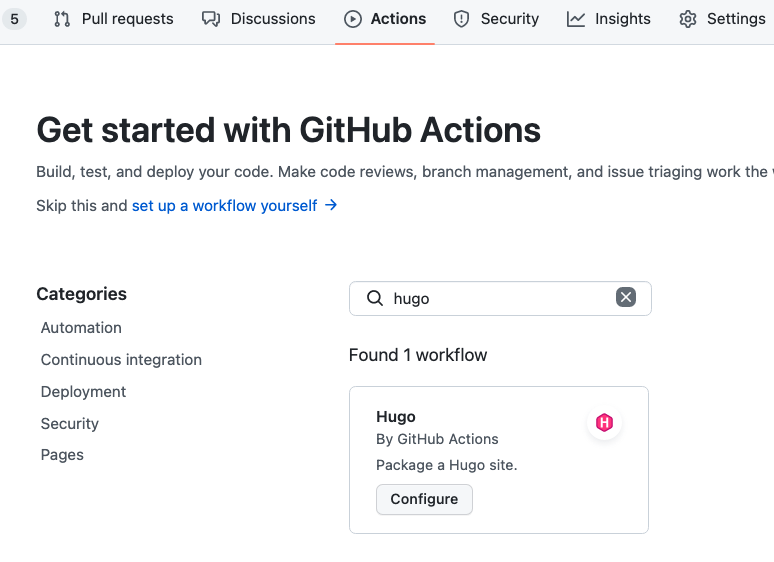 5 Pull requests Discussions Actions Security Insights Settings
Get started with GitHub Actions
Build, test, and deploy your code. Make code reviews, branch management, and issue triaging work the
Skip this and set up a workflow yourself →
Categories
Automation
Continuous integration
Deployment
Security
Pages
hugo
Found 1 workflow
Hugo
H
By GitHub Actions
Package a Hugo site.
Configure